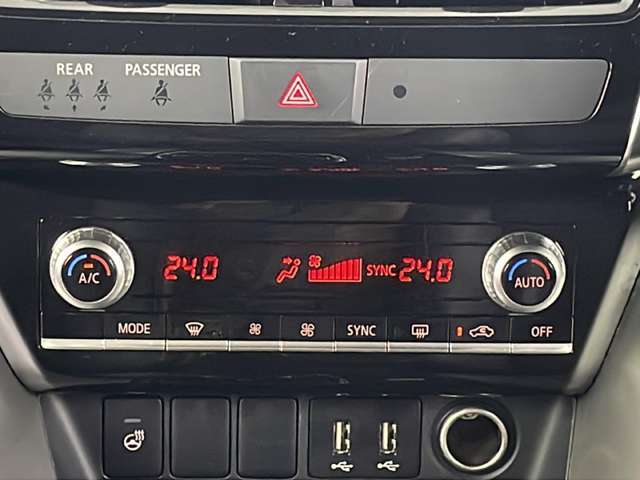 REAR PASSENGER
24.0 SYNC 24.0
A/C AUTO
MODE SYNC OFF